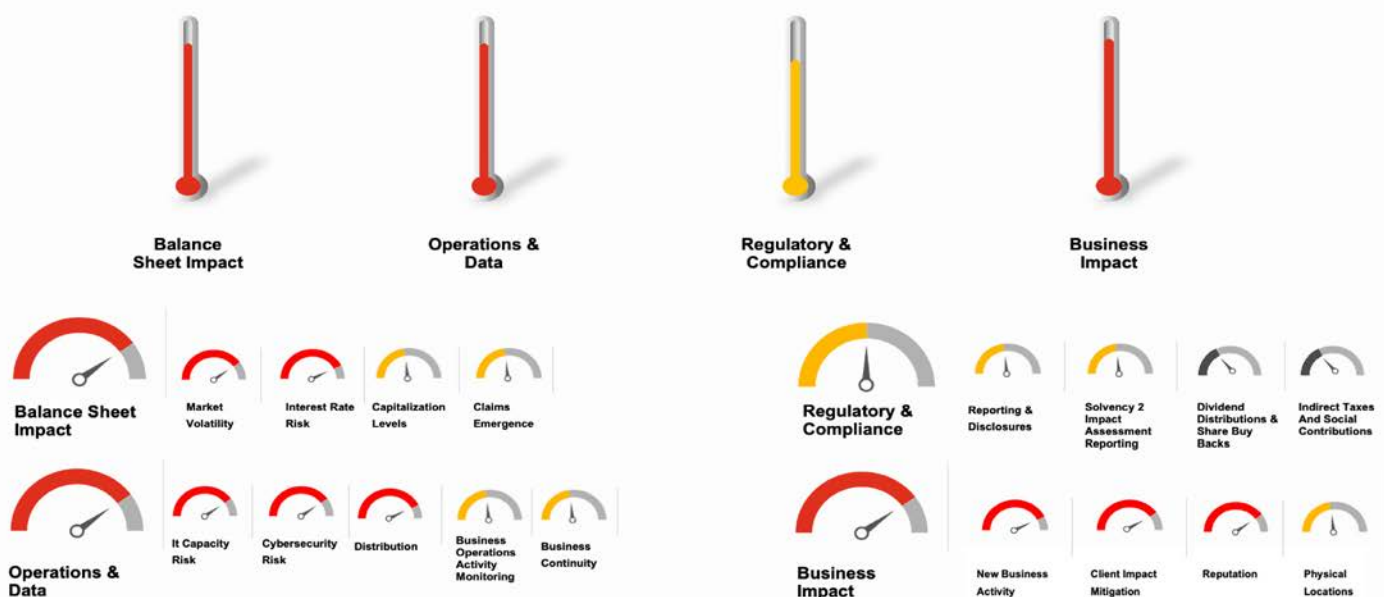 Balance
Sheet Impact
Operations &
Data
Regulatory &
Compliance
Business
Impact
Balance Sheet
Impact
Market
Volatility
Interest Rate
Risk
Capitalization
Levels
Claims
Emergence
Regulatory &
Compliance
Reporting &
Disclosures
Solvency 2
Impact
Assessment
Reporting
Dividend
Distributions &
Share Buy
Backs
Indirect Taxes
And Social
Contributions
Operations &
Data
It Capacity
Risk
Cybersecurity
Risk
Distribution
Business
Operations
Activity
Monitoring
Business
Continuity
Business
Impact
New Business
Activity
Client Impact
Mitigation
Reputation
Physical
Locations